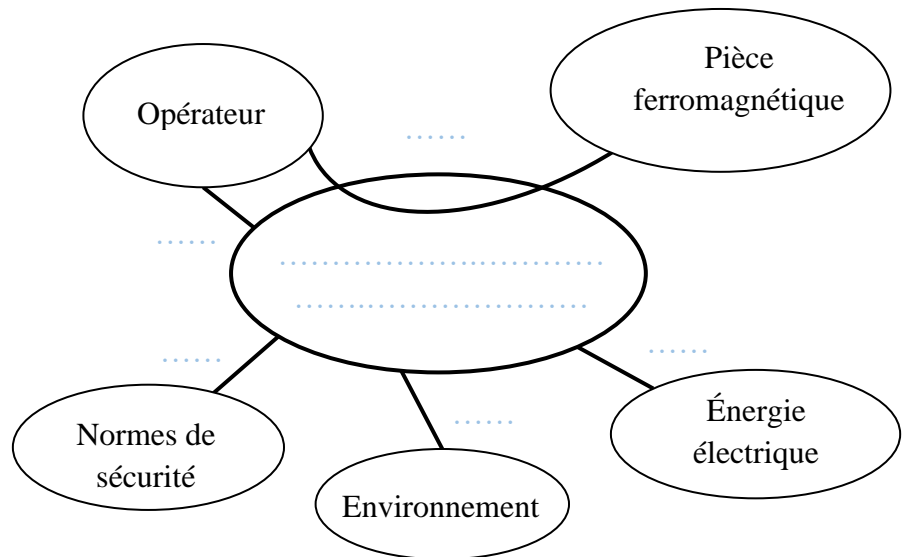 Pièce
ferromagnétique
Opérateur
......
......
.................................
..............................
......
......
Énergie
électrique
......
Normes de
sécurité
Environnement